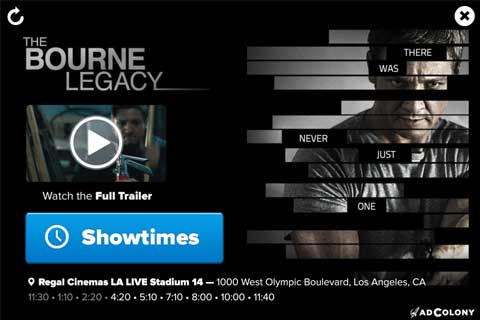 THE
BOURNE
LEGACY
THERE
WAS
NEVER
JUST
ONE
Watch the Full Trailer
Showtimes
Regal Cinemas LA LIVE Stadium 14 — 1000 West Olympic Boulevard, Los Angeles, CA
11:30 • 1:10 • 2:20 • 4:20 • 5:10 • 7:10 • 8:00 • 10:00 • 11:40
ADCOLONY